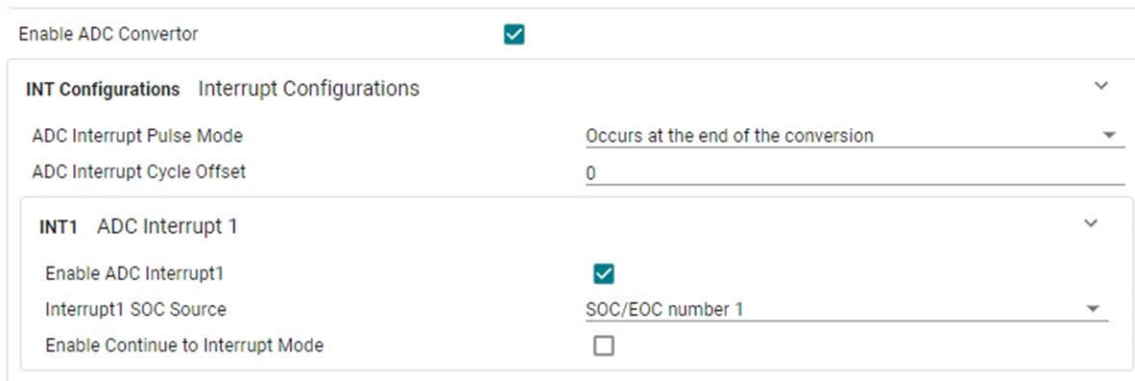 Enable ADC Convertor
INT Configurations Interrupt Configurations
ADC Interrupt Pulse Mode Occurs at the end of the conversion
ADC Interrupt Cycle Offset 0
INT1 ADC Interrupt 1
Enable ADC Interrupt1
Interrupt1 SOC Source SOC/EOC number 1
Enable Continue to Interrupt Mode